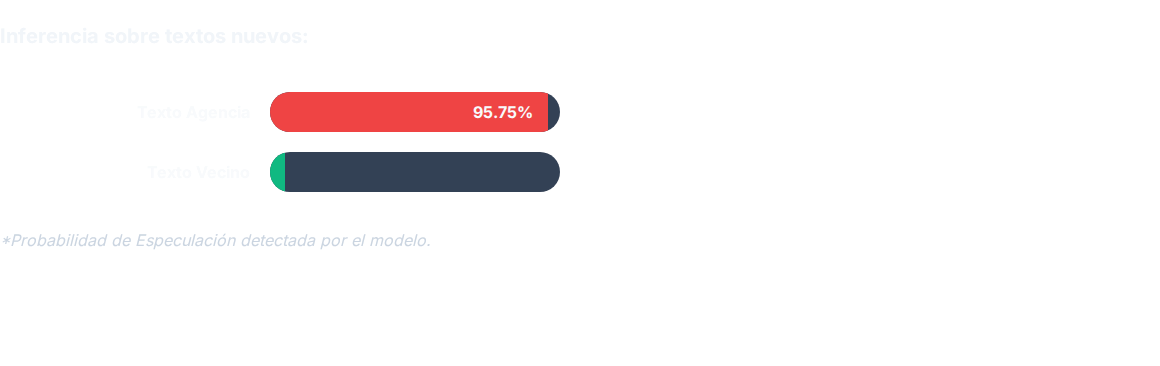 Inferencia sobre textos nuevos:
Texto Agencia
95.75%
Texto Vecino
*Probabilidad de Especulación detectada por el modelo.